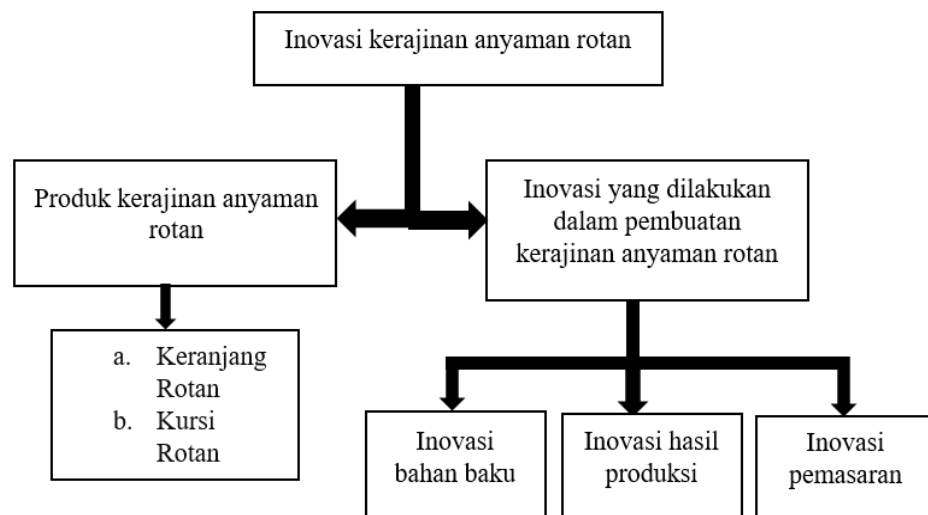 Inovasi kerajinan anyaman rotan
Produk kerajinan anyaman
rotan
Inovasi yang dilakukan
dalam pembuatan
kerajinan anyaman rotan
a. Keranjang
Rotan
b. Kursi
Rotan
Inovasi
bahan baku
Inovasi hasil
produksi
Inovasi
pemasaran